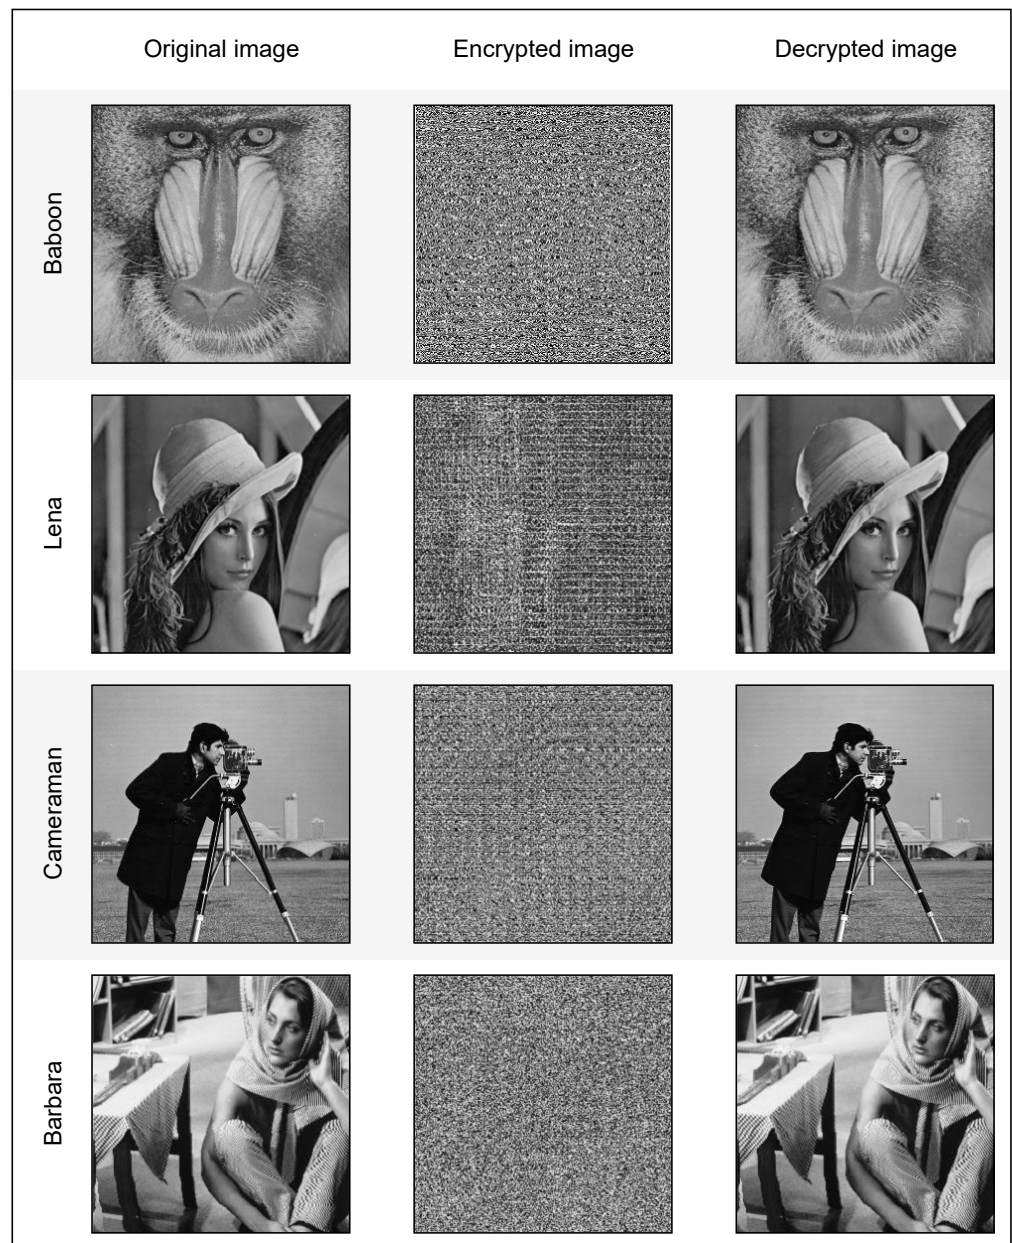 Original image
Encrypted image
Decrypted image
Baboon
Lena
Cameraman
Barbara